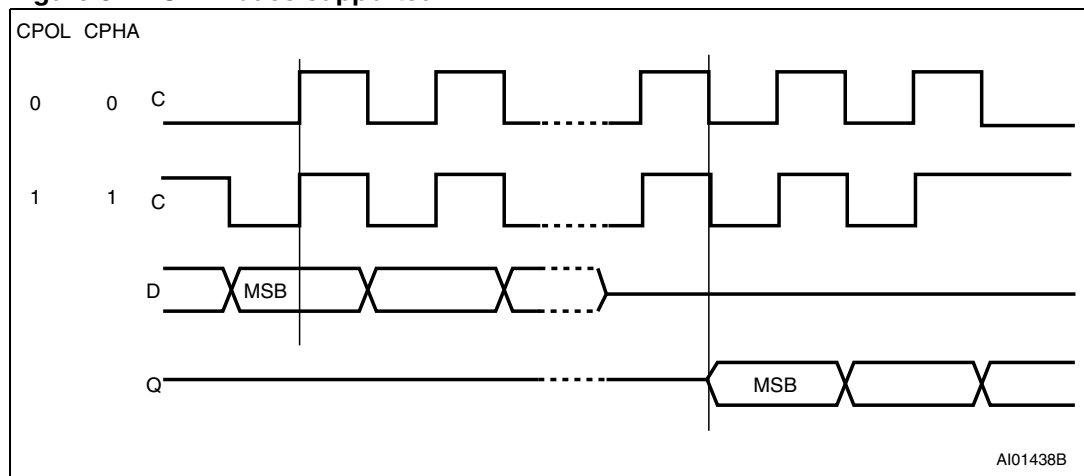 CPOL CPHA
0 0 C
1 1 C
D MSB
Q MSB
AI01438B